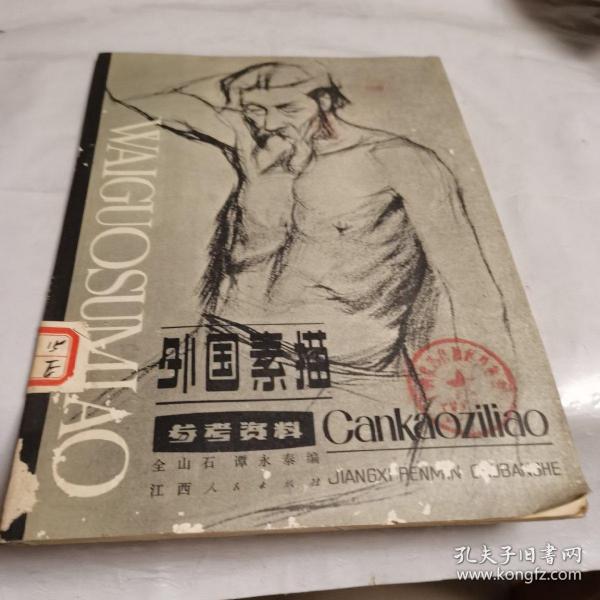 WAIGUOSUMIAO
15
E
外国素描
参考资料
Cankaoziliao
全山石 谭永泰编
江西人民出版社
JIANGXI RENMIN CHUBANSHE
孔夫子旧书网
www.kongfz.com